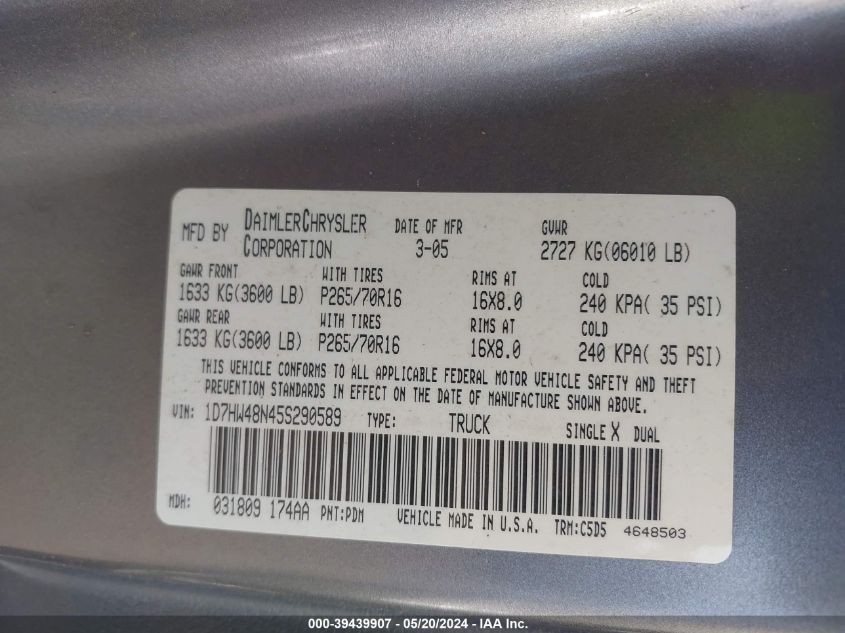 MFD BY DAIMLERCHRYSLER CORPORATION DATE OF MFR 3-05 GVWR 2727 KG(06010 LB)
GAWR FRONT WITH TIRES RIMS AT COLD
1633 KG(3600 LB) P265/70R16 16X8.0 240 KPA( 35 PSI)
GAWR REAR WITH TIRES RIMS AT COLD
1633 KG(3600 LB) P265/70R16 16X8.0 240 KPA( 35 PSI)
THIS VEHICLE CONFORMS TO ALL APPLICABLE FEDERAL MOTOR VEHICLE SAFETY AND THEFT
PREVENTION STANDARDS IN EFFECT ON THE DATE OF MANUFACTURE SHOWN ABOVE.
VIN: 1D7HW48N45S290589 TYPE: TRUCK SINGLE X DUAL
MDH: 031809 174AA PNT:PDM VEHICLE MADE IN U.S.A. TRM:C5D5 4648503
000-39439907 - 05/20/2024 - IAA Inc.